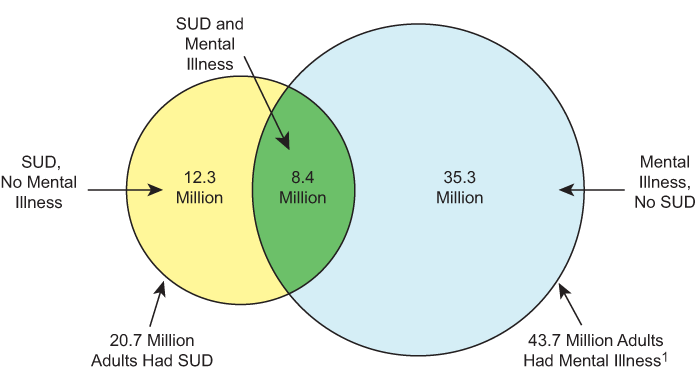 SUD and
Mental
Illness
SUD,
No Mental
Illness
12.3
Million
8.4
Million
35.3
Million
Mental
Illness,
No SUD
20.7 Million
Adults Had SUD
43.7 Million Adults
Had Mental Illness¹